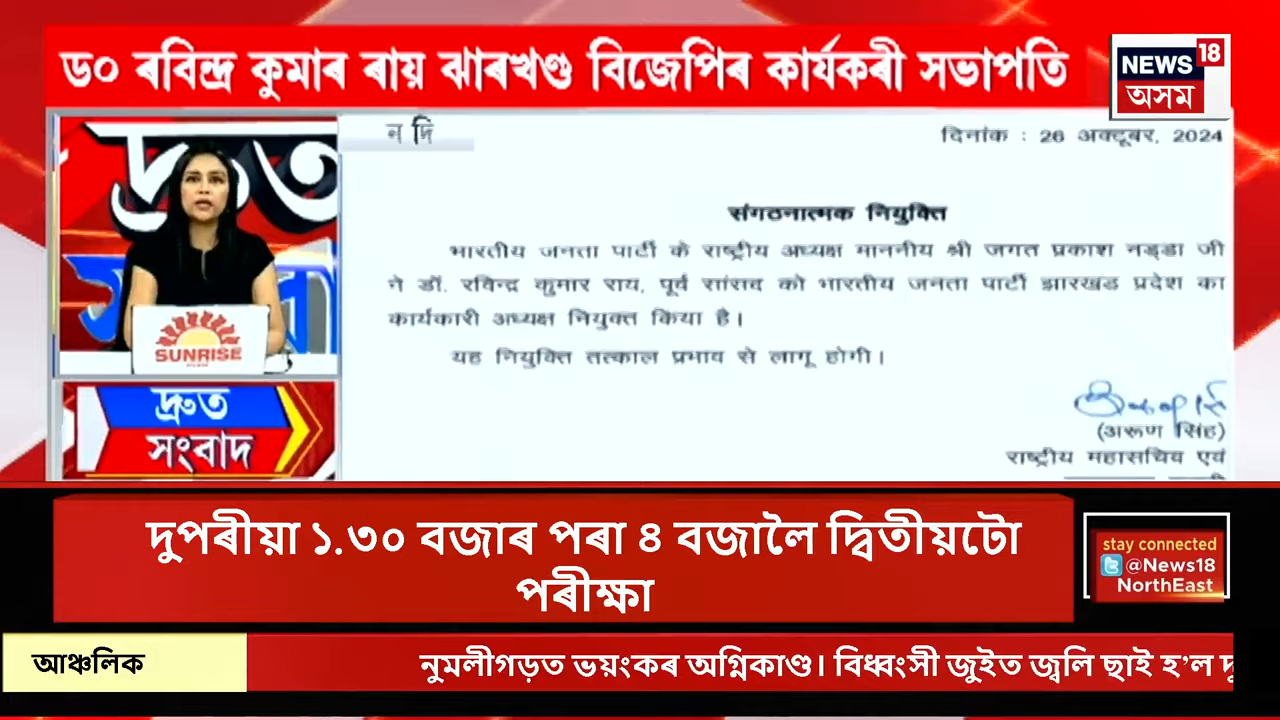 ড০ ৰবিন্দ্ৰ কুমাৰ ৰায় ঝাৰখণ্ড বিজেপিৰ কাৰ্যকৰী সভাপতি
NEWS 18
অসম
न दि
दिनांक : 26 अक्टूबर, 2024
संगठनात्मक नियुक्ति
भारतीय जनता पार्टी के राष्ट्रीय अध्यक्ष माननीय श्री जगत प्रकाश नड्डा जी
ने डॉ. रविन्द्र कुमार राय, पूर्व सांसद को भारतीय जनता पार्टी झारखंड प्रदेश का
कार्यकारी अध्यक्ष नियुक्त किया है।
यह नियुक्ति तत्काल प्रभाव से लागू होगी।
(अरूण सिंह)
राष्ट्रीय महासचिव एवं
দ্ৰুত
SUNRISE
দ্ৰুত
সংবাদ
দুপৰীয়া ১.৩০ বজাৰ পৰা ৪ বজালৈ দ্বিতীয়টো
পৰীক্ষা
stay connected
@News18
NorthEast
আঞ্চলিক
নুমলীগড়ত ভয়ংকৰ অগ্নিকাণ্ড। বিধ্বংসী জুইত জ্বলি ছাই হ'ল